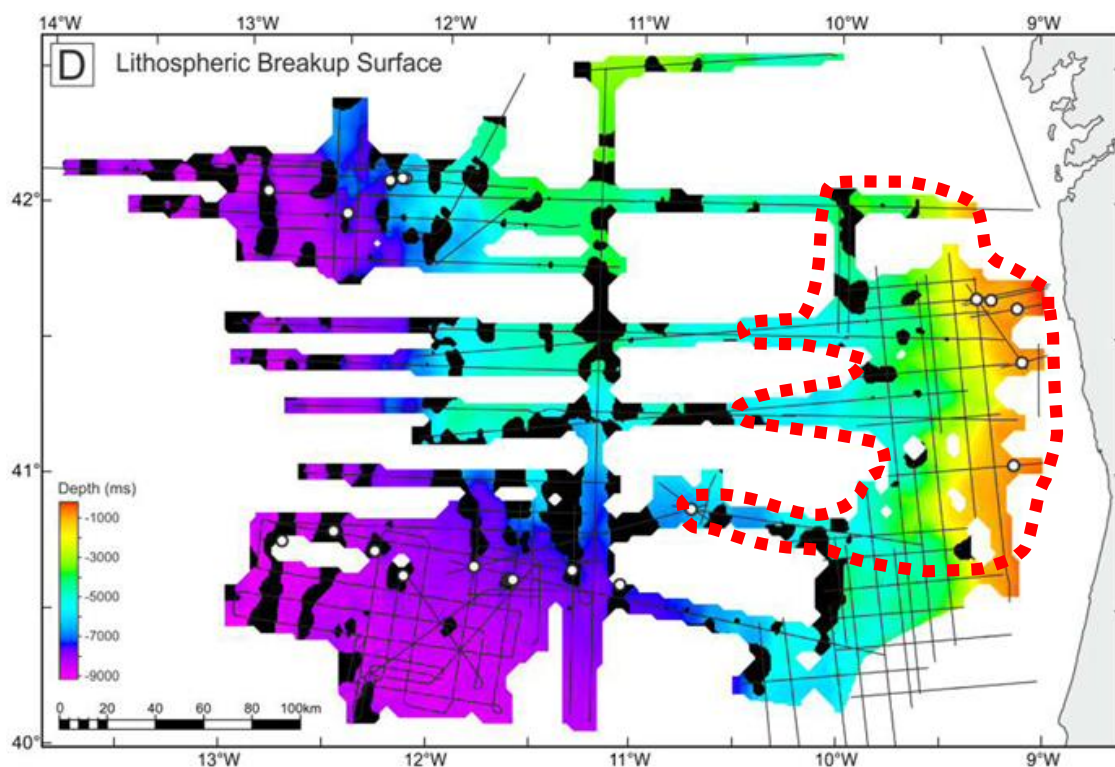 14°W 13°W 12°W 11°W 10°W 9°W
D Lithospheric Breakup Surface
42°
41°
Depth (ms)
-1000
-3000
-5000
-7000
-9000
0 20 40 60 80 100km
40°
13°W 12°W 11°W 10°W 9°W